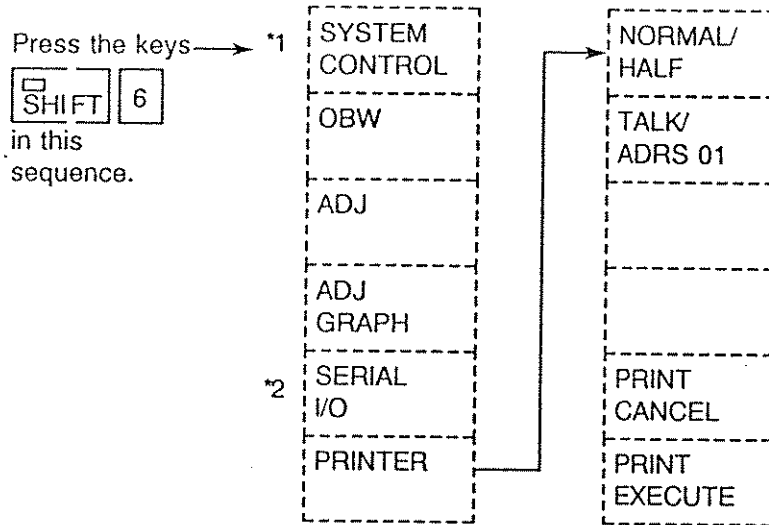 Press the keys
SHIFT 6
in this
sequence.
*1 SYSTEM
CONTROL
OBW
ADJ
ADJ
GRAPH
*2 SERIAL
I/O
PRINTER
NORMAL/
HALF
TALK/
ADRS 01
PRINT
CANCEL
PRINT
EXECUTE